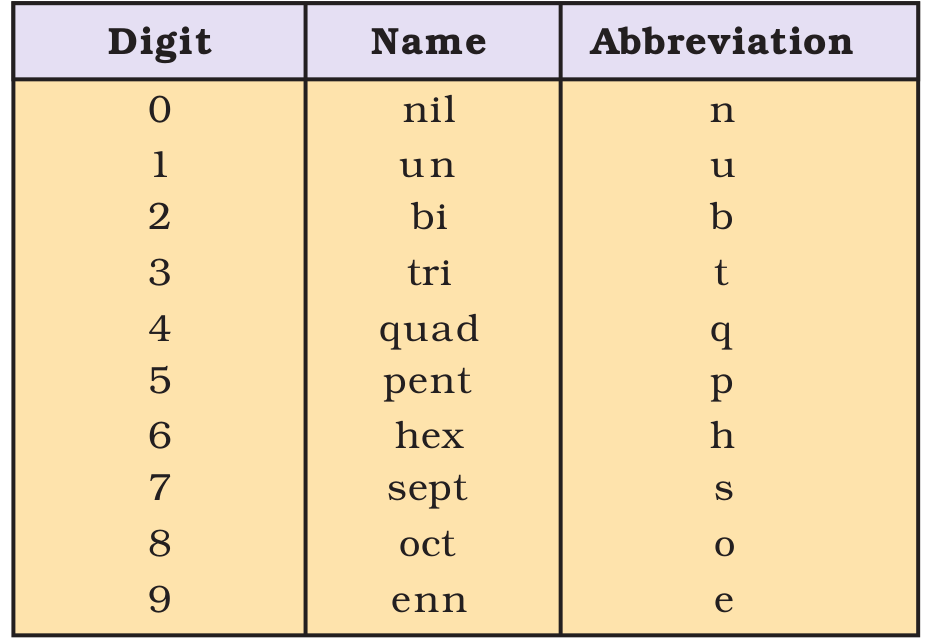 Digit Name Abbreviation
0 nil n
1 un u
2 bi b
3 tri t
4 quad q
5 pent p
6 hex h
7 sept s
8 oct o
9 enn e